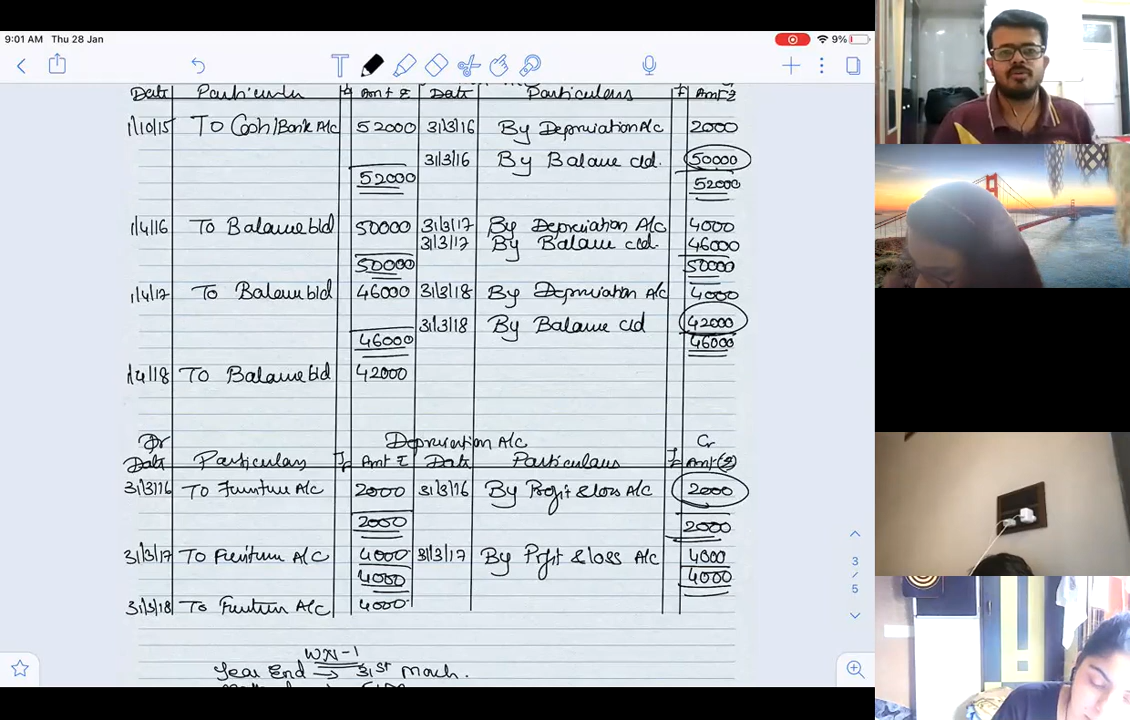 9:01 AM Thu 28 Jan 9%
Date Particulars Amt ₹ Date Particulars Amt ₹
1/10/15 To Cash/Bank A/c 52000 31/3/16 By Depreciation A/c 2000
31/3/16 By Balance c/d. 50000
52000 52000
1/4/16 To Balance b/d 50000 31/3/17 By Depreciation A/c 4000
31/3/17 By Balance c/d. 46000
50000 50000
1/4/17 To Balance b/d 46000 31/3/18 By Depreciation A/c 4000
31/3/18 By Balance c/d 42000
46000 46000
1/4/18 To Balance b/d 42000
Dr Depreciation A/c Cr
Date Particulars Amt ₹ Date Particulars Amt (₹)
31/3/16 To Furniture A/c 2000 31/3/16 By Profit & loss A/c 2000
2000 2000
31/3/17 To Furniture A/c 4000 31/3/17 By Profit & loss A/c 4000
4000 4000
31/3/18 To Furniture A/c 4000
WN-1
Year End → 31st March.
3
/
5